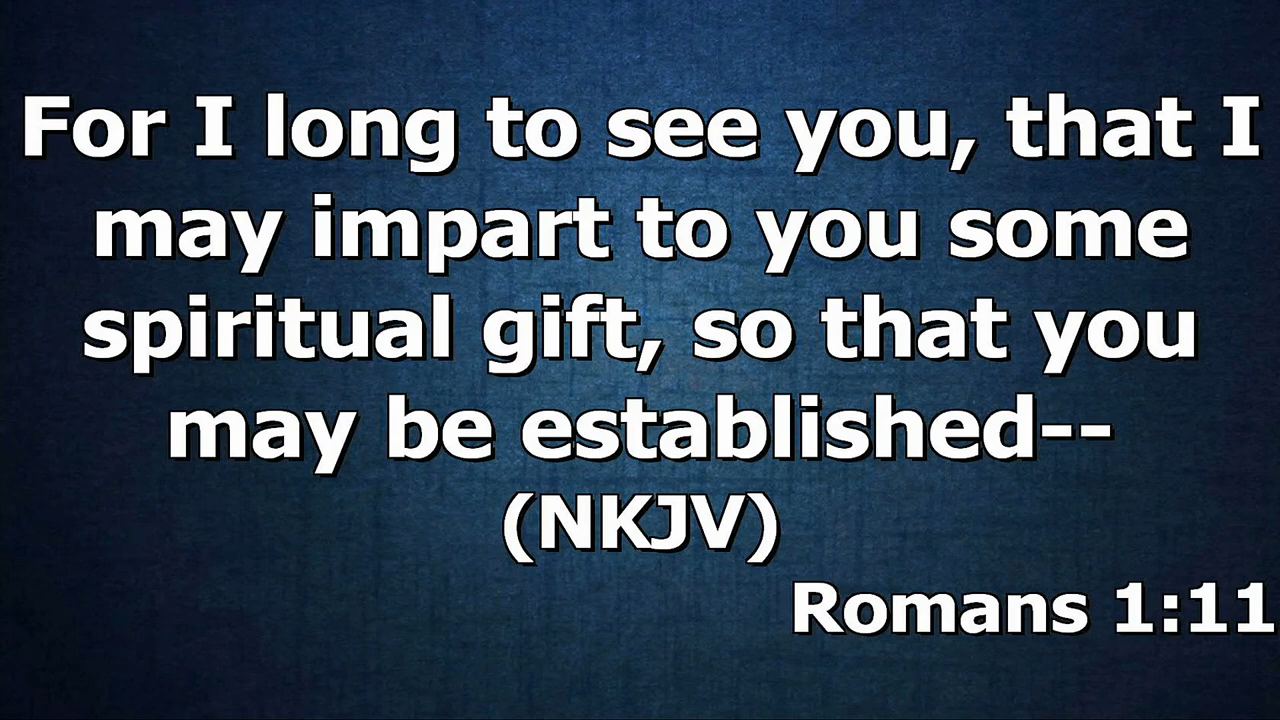 For I long to see you, that I
may impart to you some
spiritual gift, so that you
may be established--
(NKJV)
Romans 1:11